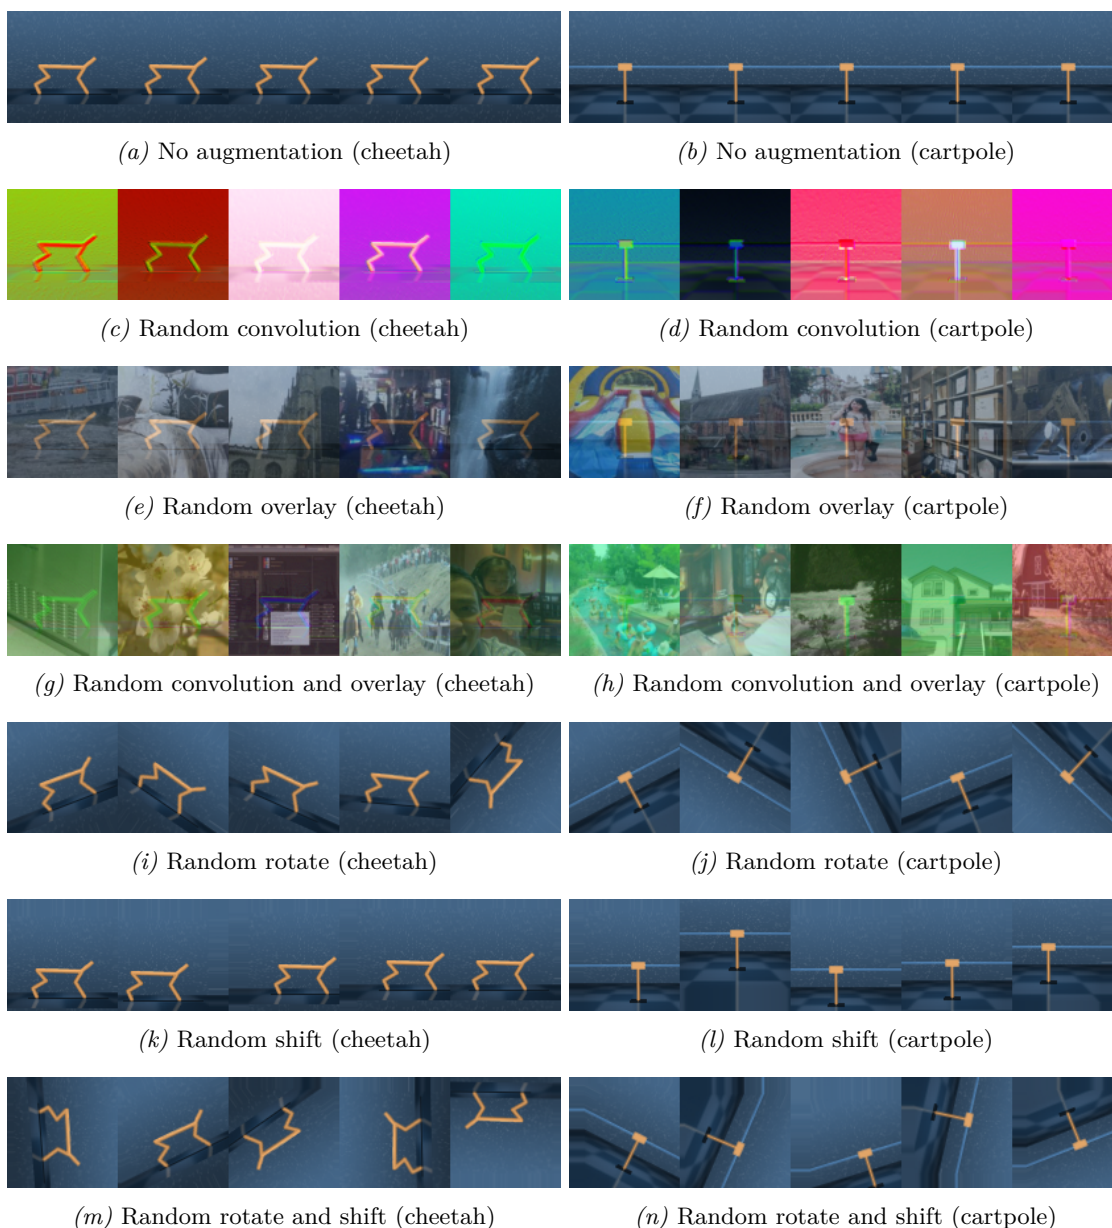 (a) No augmentation (cheetah)
(b) No augmentation (cartpole)
(c) Random convolution (cheetah)
(d) Random convolution (cartpole)
(e) Random overlay (cheetah)
(f) Random overlay (cartpole)
(g) Random convolution and overlay (cheetah)
(h) Random convolution and overlay (cartpole)
(i) Random rotate (cheetah)
(j) Random rotate (cartpole)
(k) Random shift (cheetah)
(l) Random shift (cartpole)
(m) Random rotate and shift (cheetah)
(n) Random rotate and shift (cartpole)